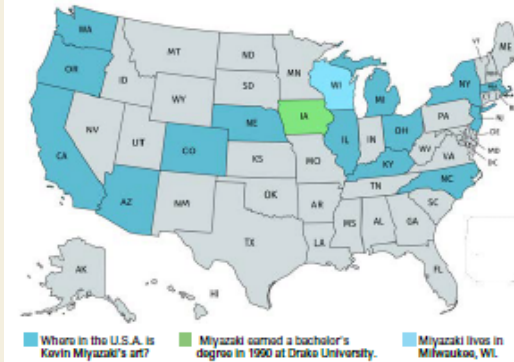 WA
MT
ND
MN
VT
ME
OR
ID
SD
WI
MI
NY
WY
NE
IA
PA
NJ
NV
UT
CO
IL
IN
OH
WV
DE
MD
DC
CA
KS
MO
KY
VA
AZ
NM
OK
AR
TN
NC
SC
MS
AL
GA
TX
LA
FL
AK
HI
Where in the U.S.A. is
Kevin Miyazaki's art?
Miyazaki earned a bachelor's
degree in 1990 at Drake University.
Miyazaki lives in
Milwaukee, WI.